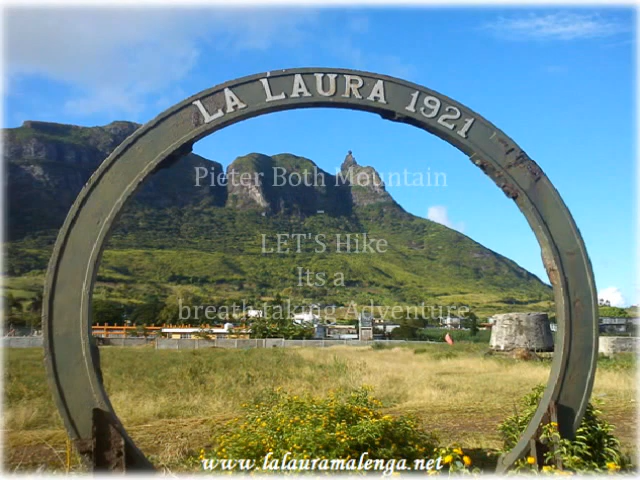 LA LAURA 1921
Pieter Both Mountain
LET'S Hike
Its a
breathtaking Adventure
www.lalauramalenga.net